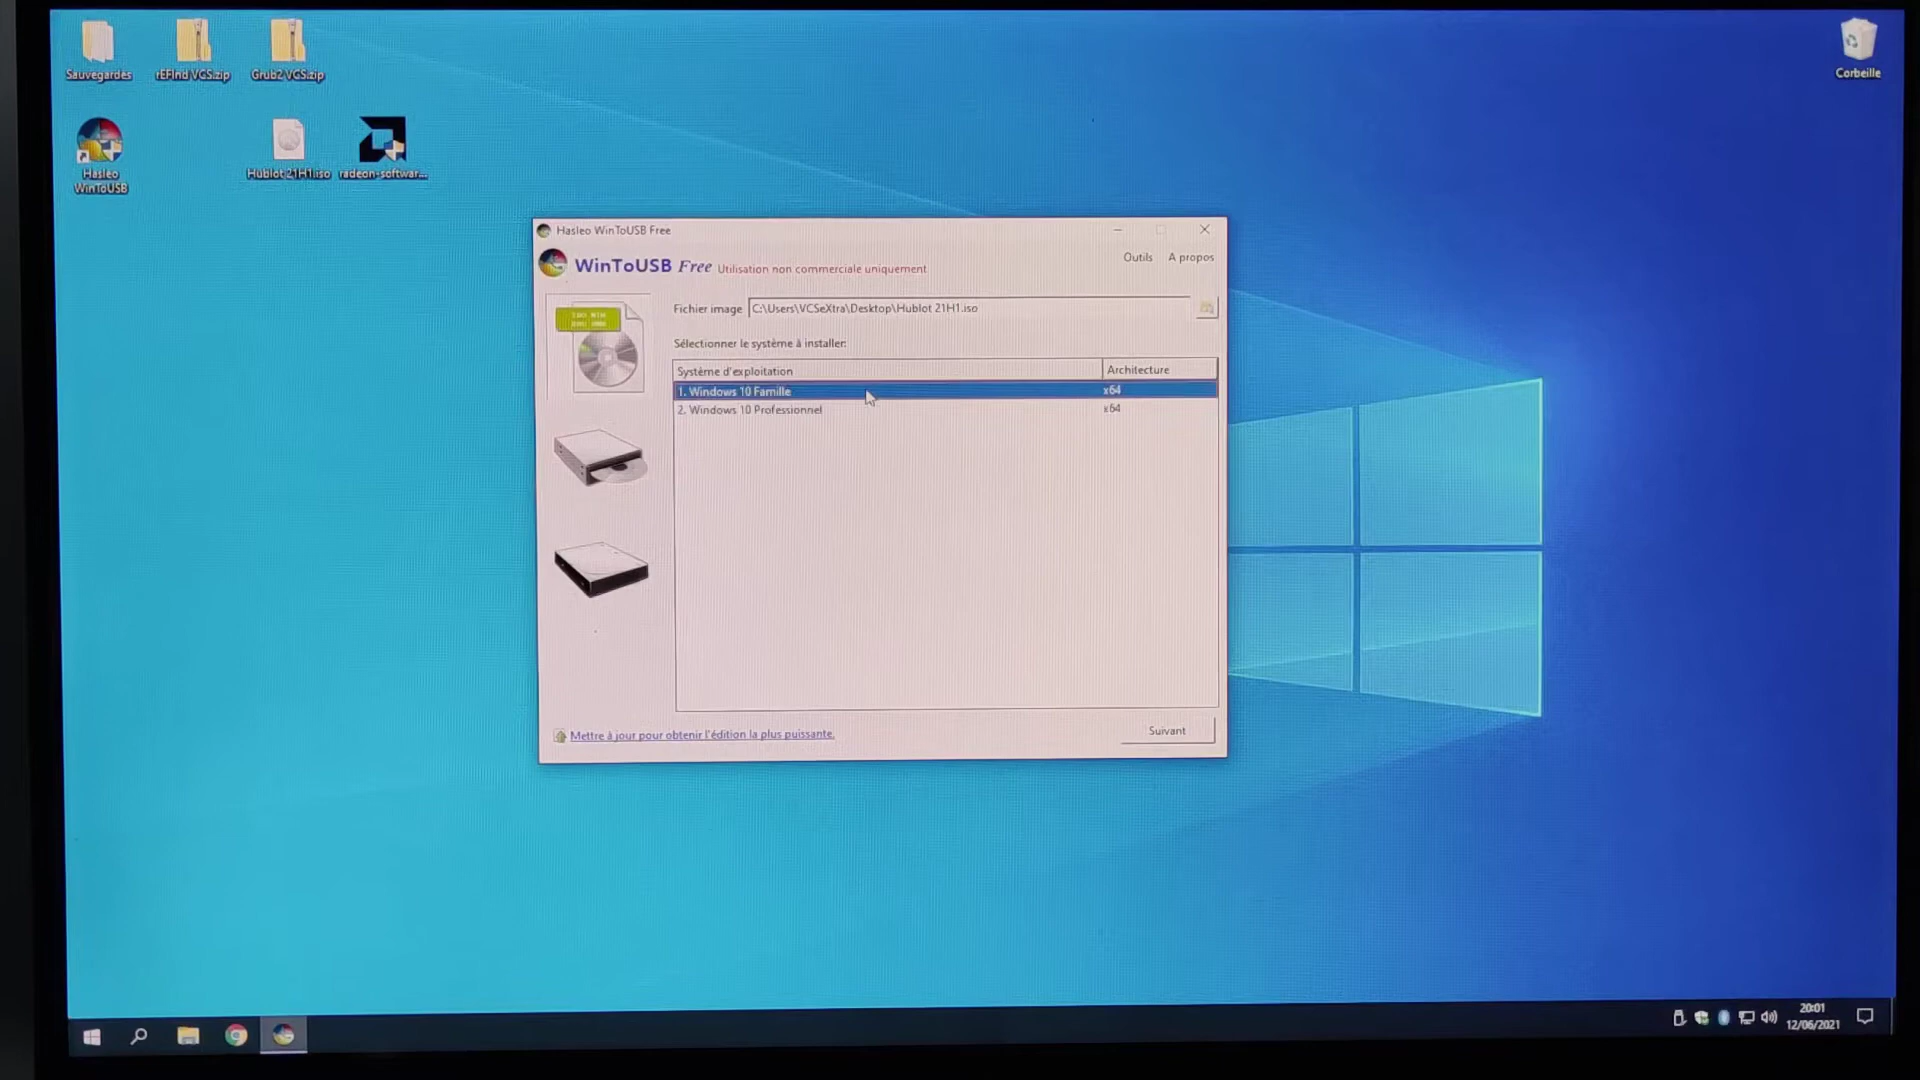 Sauvegardes
rEFInd VGS.zip
Grub2 VGS.zip
Corbeille
Hasleo
WinToUSB
Hublot 21H1.iso
radeon-softwar...
Hasleo WinToUSB Free
WinToUSB Free Utilisation non commerciale uniquement
Outils A propos
Fichier image C:\Users\VCSeXtra\Desktop\Hublot 21H1.iso
Sélectionner le système à installer:
Système d'exploitation Architecture
1. Windows 10 Famille x64
2. Windows 10 Professionnel x64
Mettre à jour pour obtenir l'édition la plus puissante.
Suivant
20:01
12/06/2021